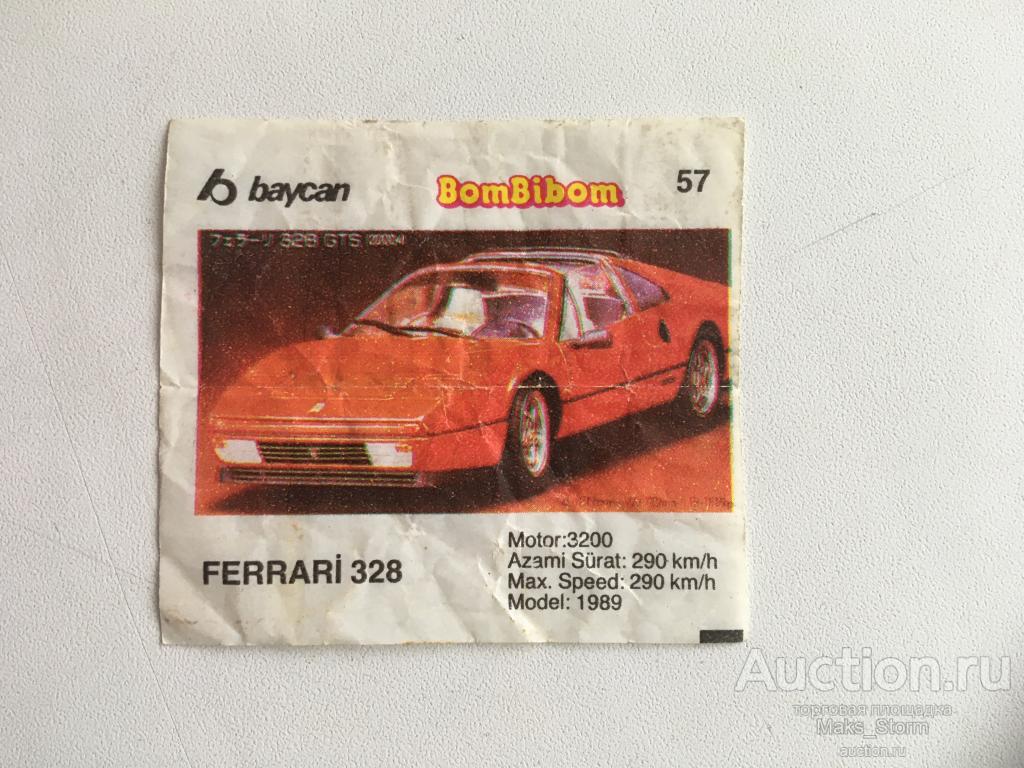 baycan BomBibom 57
フェラーリ 328 GTS
FERRARİ 328
Motor:3200
Azami Sürat: 290 km/h
Max. Speed: 290 km/h
Model: 1989
Auction.ru
торговая площадка
Maks_Storm
auction.ru